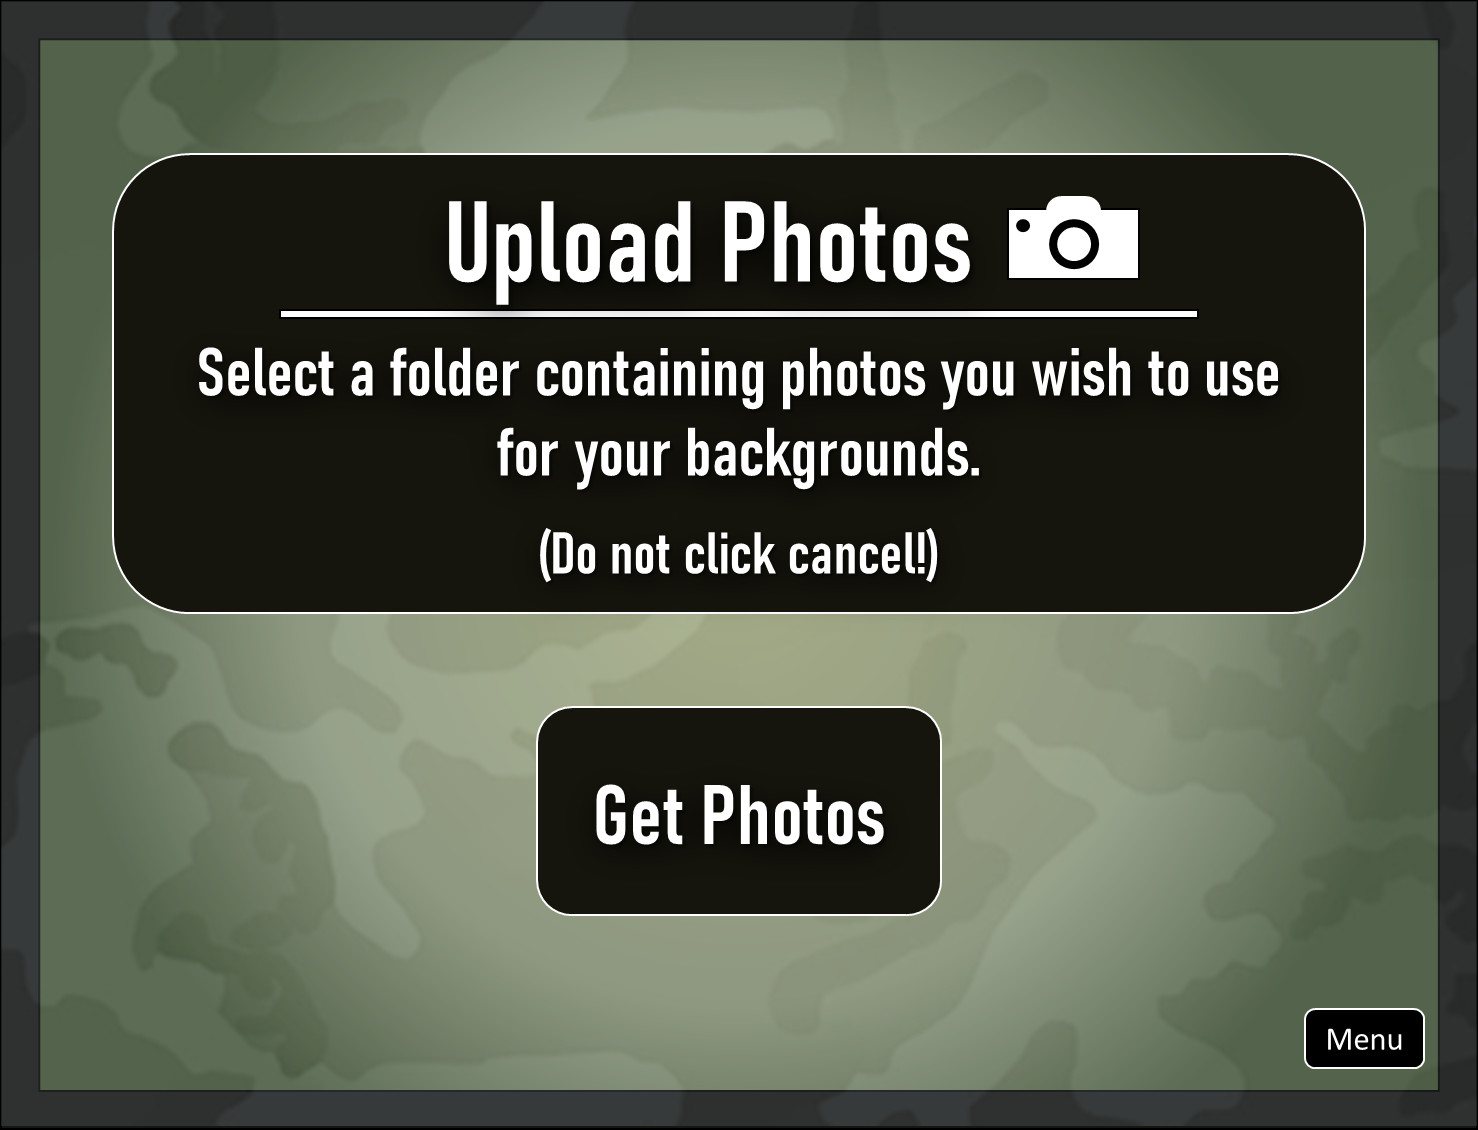 Upload Photos
Select a folder containing photos you wish to use
for your backgrounds.
(Do not click cancel!)
Get Photos
Menu